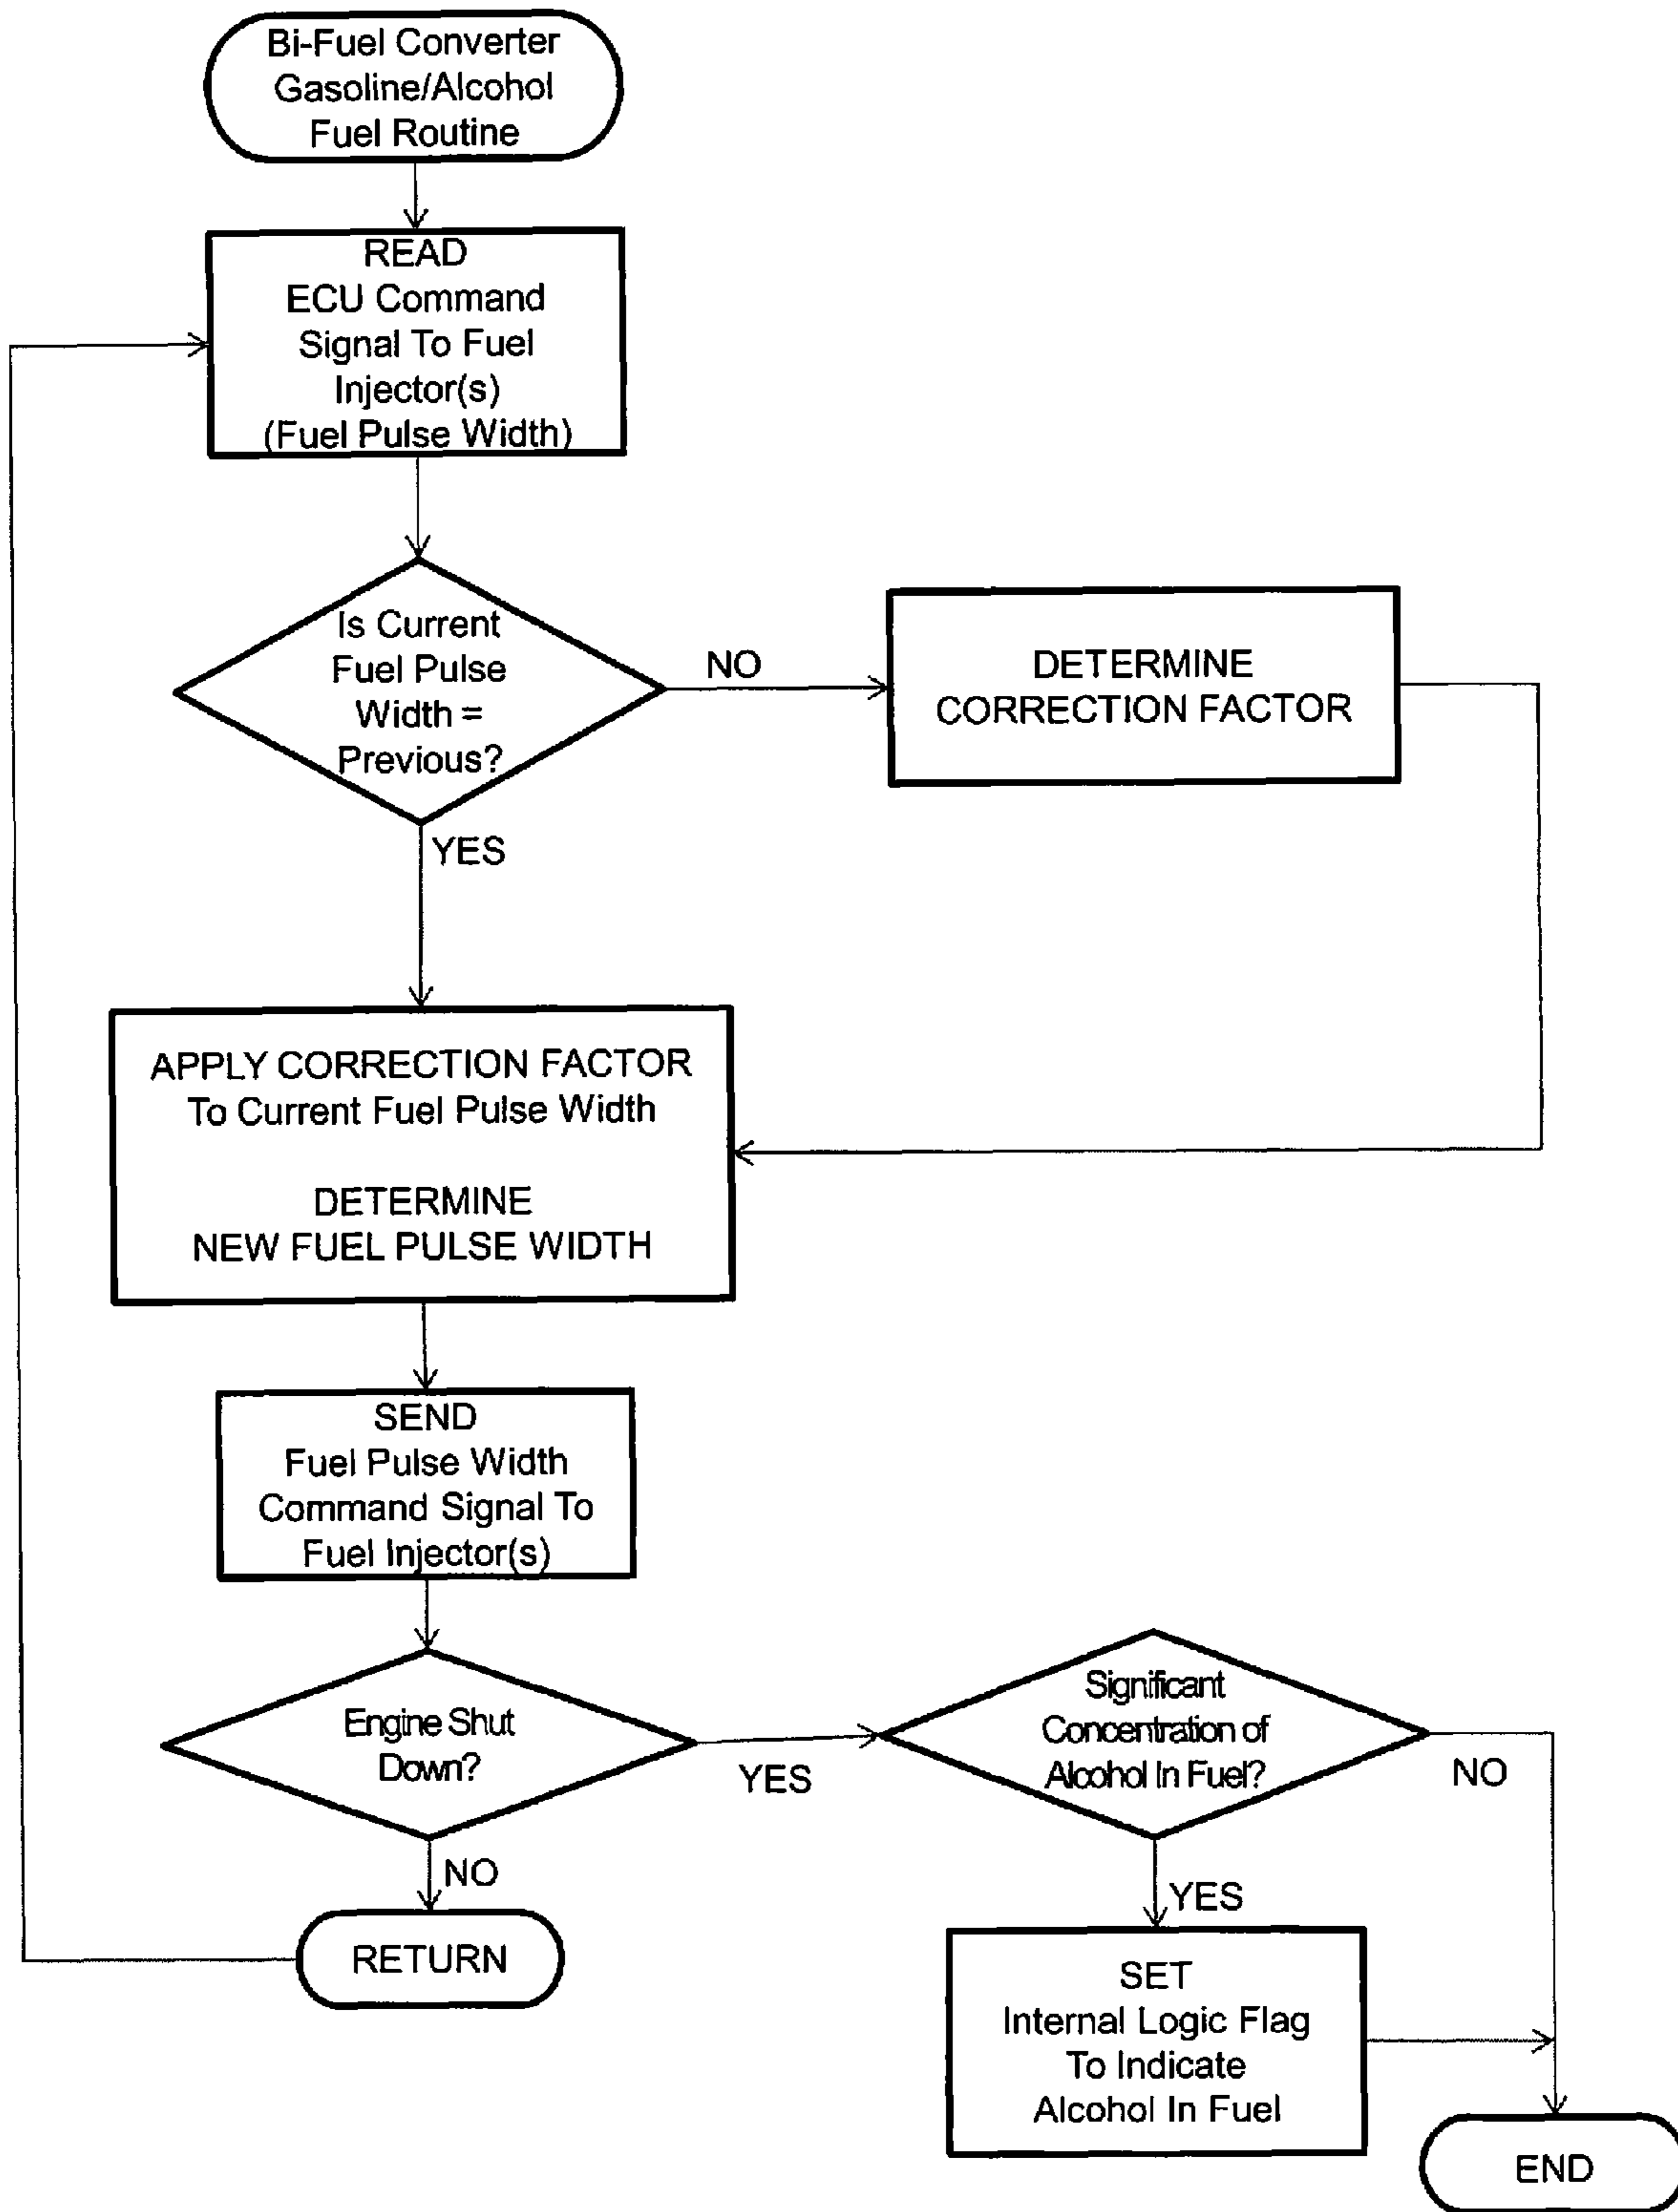 Bi-Fuel Converter
Gasoline/Alcohol
Fuel Routine
READ
ECU Command
Signal To Fuel
Injector(s)
(Fuel Pulse Width)
Is Current
Fuel Pulse
Width =
Previous?
NO
DETERMINE
CORRECTION FACTOR
YES
APPLY CORRECTION FACTOR
To Current Fuel Pulse Width
DETERMINE
NEW FUEL PULSE WIDTH
SEND
Fuel Pulse Width
Command Signal To
Fuel Injector(s)
Engine Shut
Down?
YES
Significant
Concentration of
Alcohol In Fuel?
NO
NO
YES
RETURN
SET
Internal Logic Flag
To Indicate
Alcohol In Fuel
END